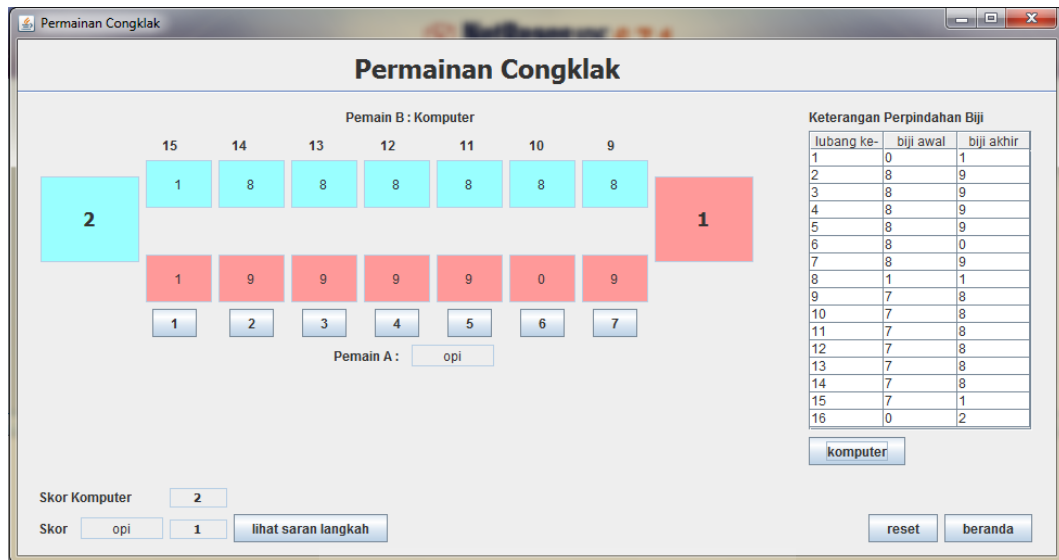 Permainan Congklak
Permainan Congklak
Pemain B : Komputer
15 14 13 12 11 10 9
1 8 8 8 8 8 8
2 1
1 9 9 9 9 0 9
1 2 3 4 5 6 7
Pemain A : opi
Keterangan Perpindahan Biji
lubang ke- biji awal biji akhir
1 0 1
2 8 9
3 8 9
4 8 9
5 8 9
6 8 0
7 8 9
8 1 1
9 7 8
10 7 8
11 7 8
12 7 8
13 7 8
14 7 8
15 7 1
16 0 2
komputer
Skor Komputer 2
Skor opi 1 lihat saran langkah
reset beranda